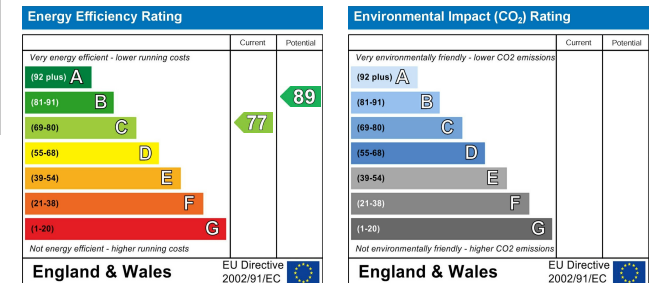 Energy Efficiency Rating
Current Potential
Very energy efficient - lower running costs
(92 plus) A
(81-91) B
89
(69-80) C
77
(55-68) D
(39-54) E
(21-38) F
(1-20) G
Not energy efficient - higher running costs
England & Wales
EU Directive
2002/91/EC
Environmental Impact (CO₂) Rating
Current Potential
Very environmentally friendly - lower CO2 emissions
(92 plus) A
(81-91) B
(69-80) C
(55-68) D
(39-54) E
(21-38) F
(1-20) G
Not environmentally friendly - higher CO2 emissions
England & Wales
EU Directive
2002/91/EC